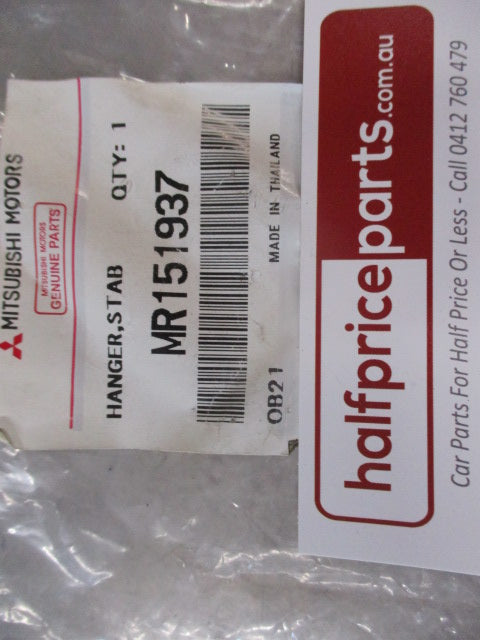 MITSUBISHI MOTORS
MITSUBISHI MOTORS
GENUINE PARTS
HANGER,STAB QTY: 1
MR151937
OB21 MADE IN THAILAND
halfpriceparts.com.au
Car Parts For Half Price Or Less - Call 0412 760 479